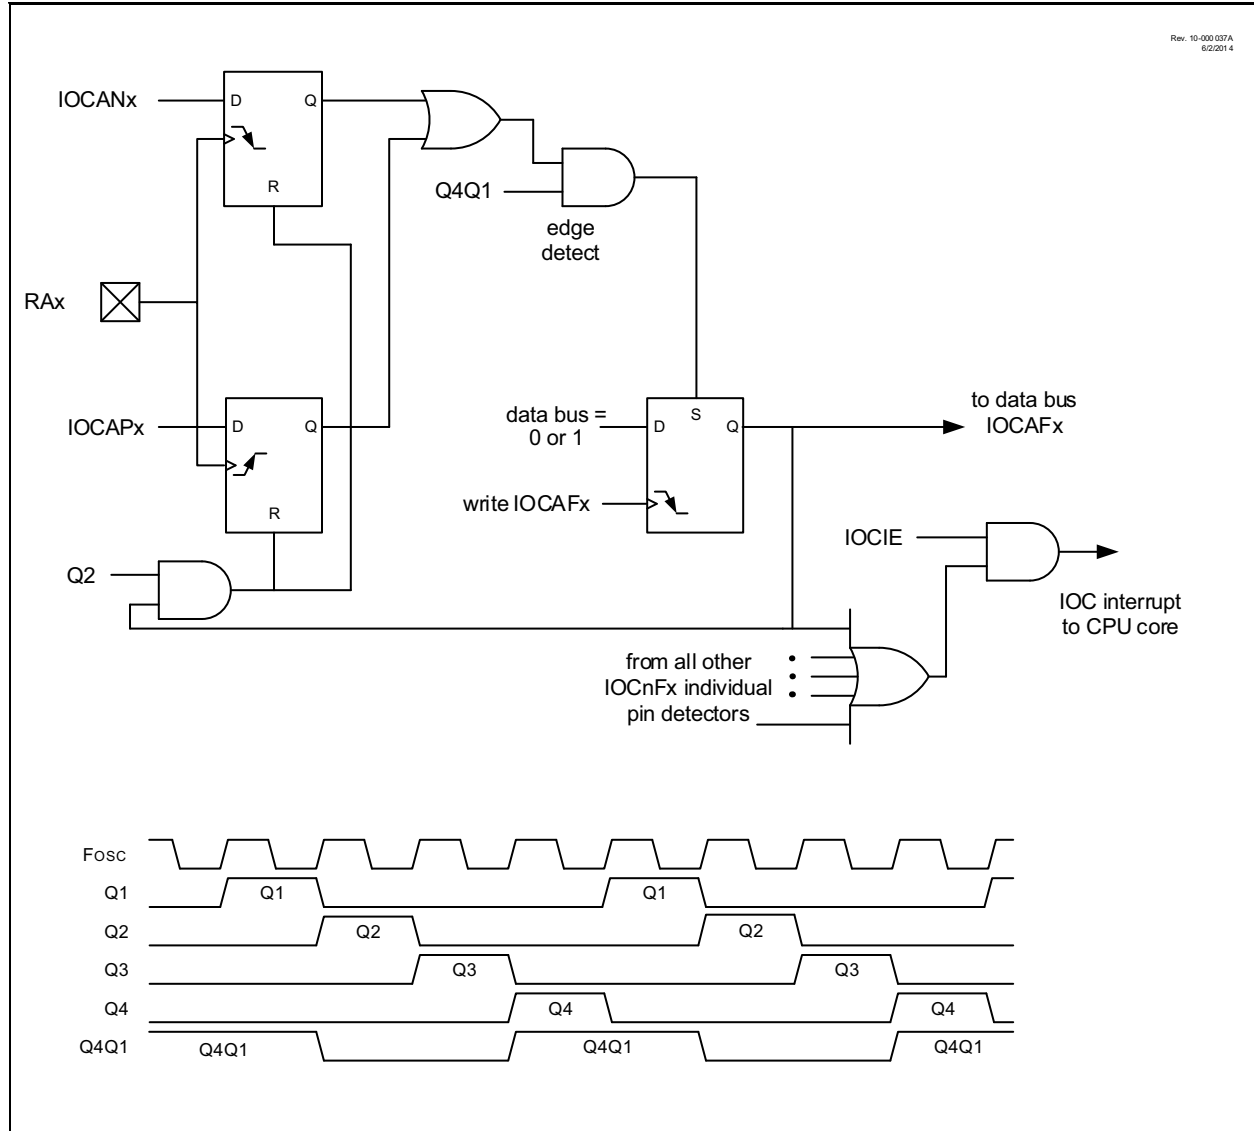 Rev. 10-000 037A
6/2/201 4
IOCANx
D
Q
R
Q4Q1
edge
detect
RAx
IOCAPx
D
Q
R
data bus =
0 or 1
S
D
Q
to data bus
IOCAFx
write IOCAFx
IOCIE
Q2
IOC interrupt
to CPU core
from all other
IOCnFx individual
pin detectors
FOSC
Q1
Q1
Q1
Q2
Q2
Q2
Q3
Q3
Q3
Q4
Q4
Q4
Q4Q1
Q4Q1
Q4Q1
Q4Q1